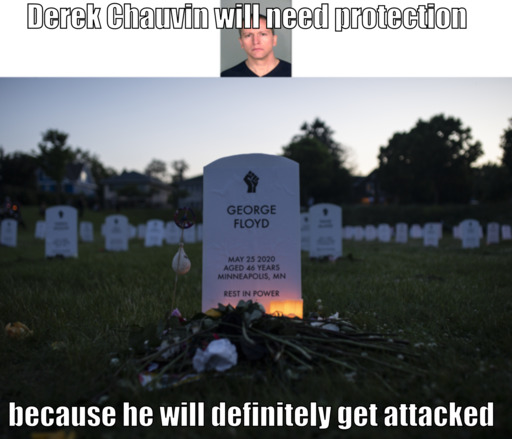 Derek Chauvin will need protection
GEORGE
FLOYD
MAY 25 2020
AGED 46 YEARS
MINNEAPOLIS, MN
REST IN POWER
because he will definitely get attacked